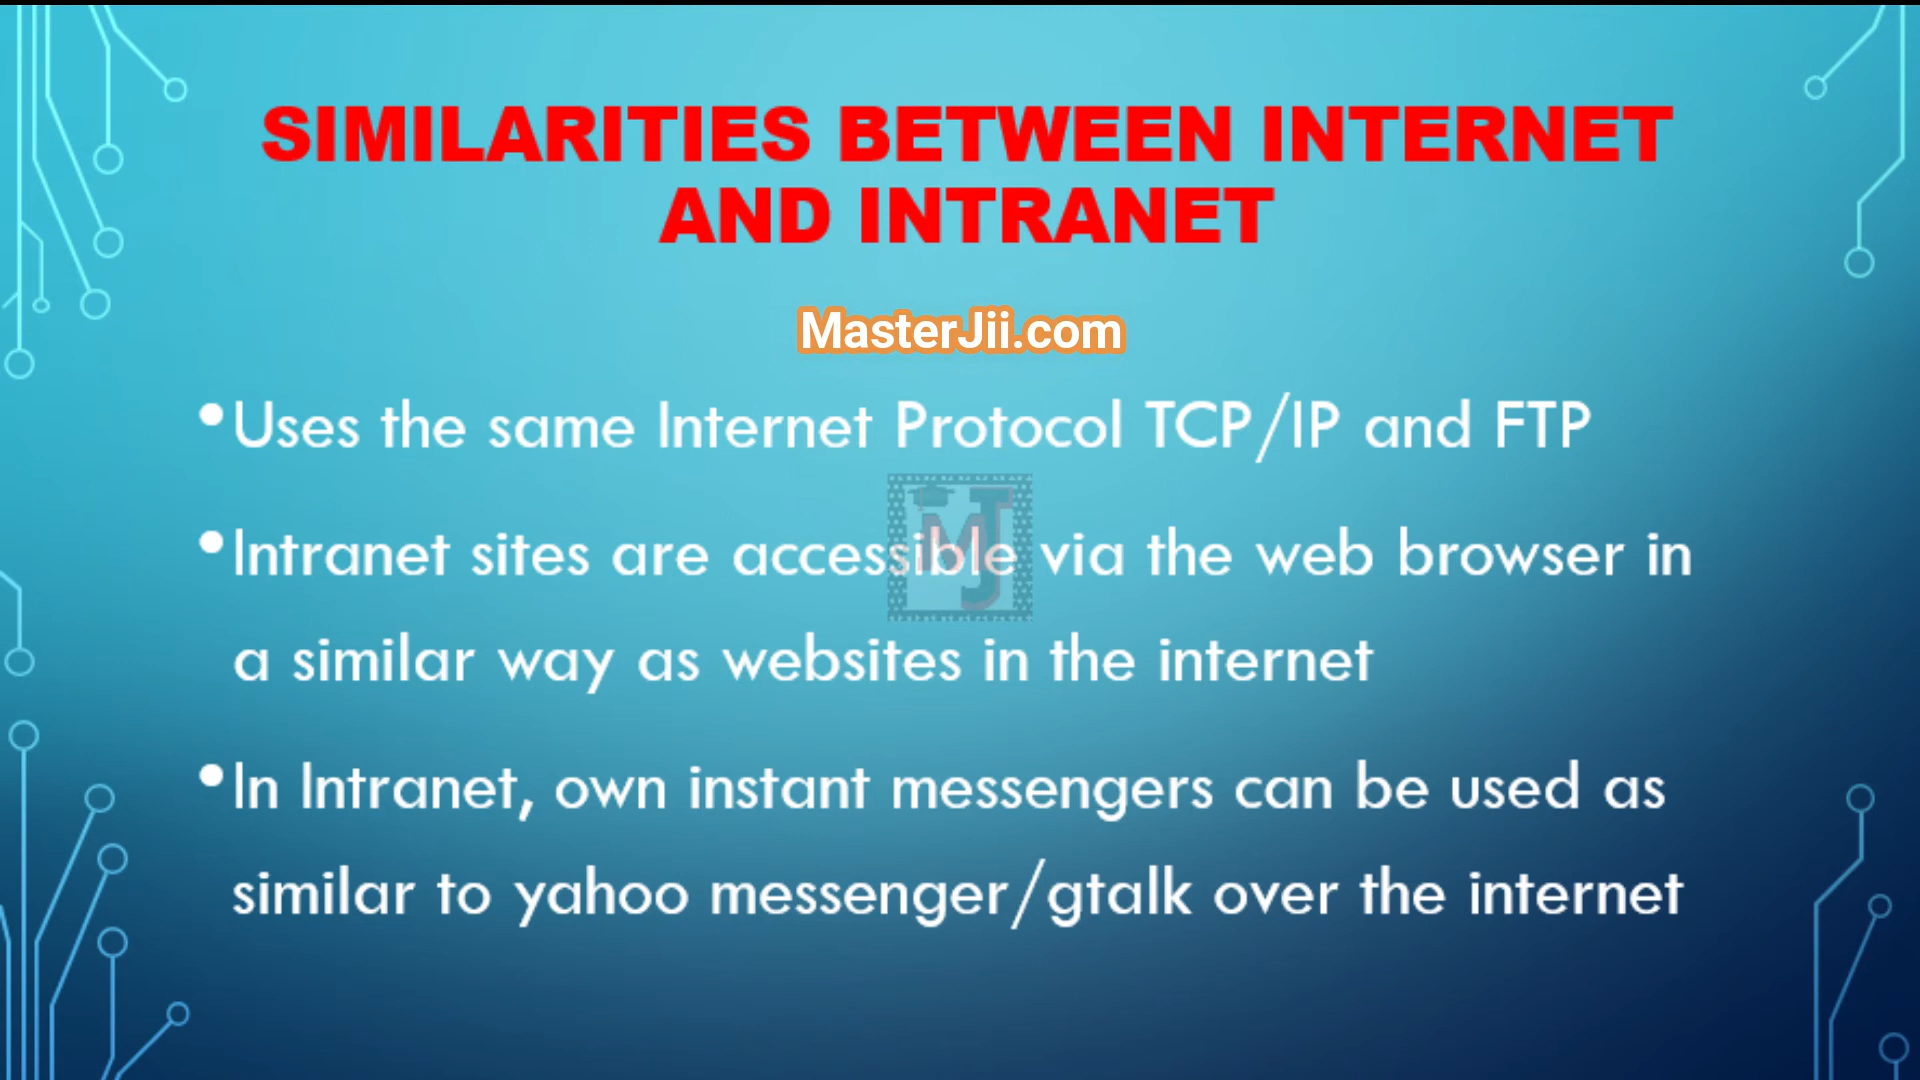 SIMILARITIES BETWEEN INTERNET
AND INTRANET
MasterJii.com
•Uses the same Internet Protocol TCP/IP and FTP
•Intranet sites are accessible via the web browser in
a similar way as websites in the internet
•In Intranet, own instant messengers can be used as
similar to yahoo messenger/gtalk over the internet
MJ